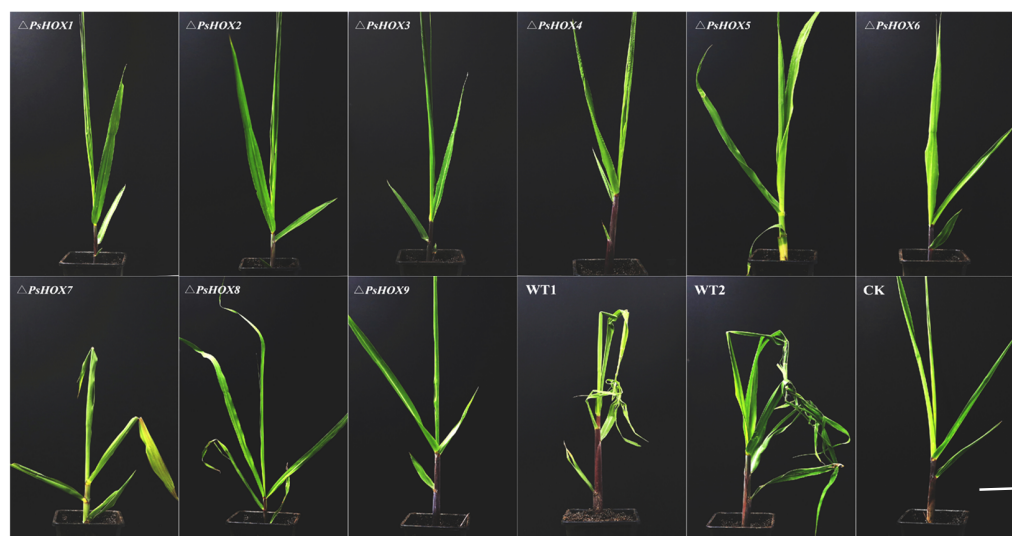 △PsHOX1
△PsHOX2
△PsHOX3
△PsHOX4
△PsHOX5
△PsHOX6
△PsHOX7
△PsHOX8
△PsHOX9
WT1
WT2
CK